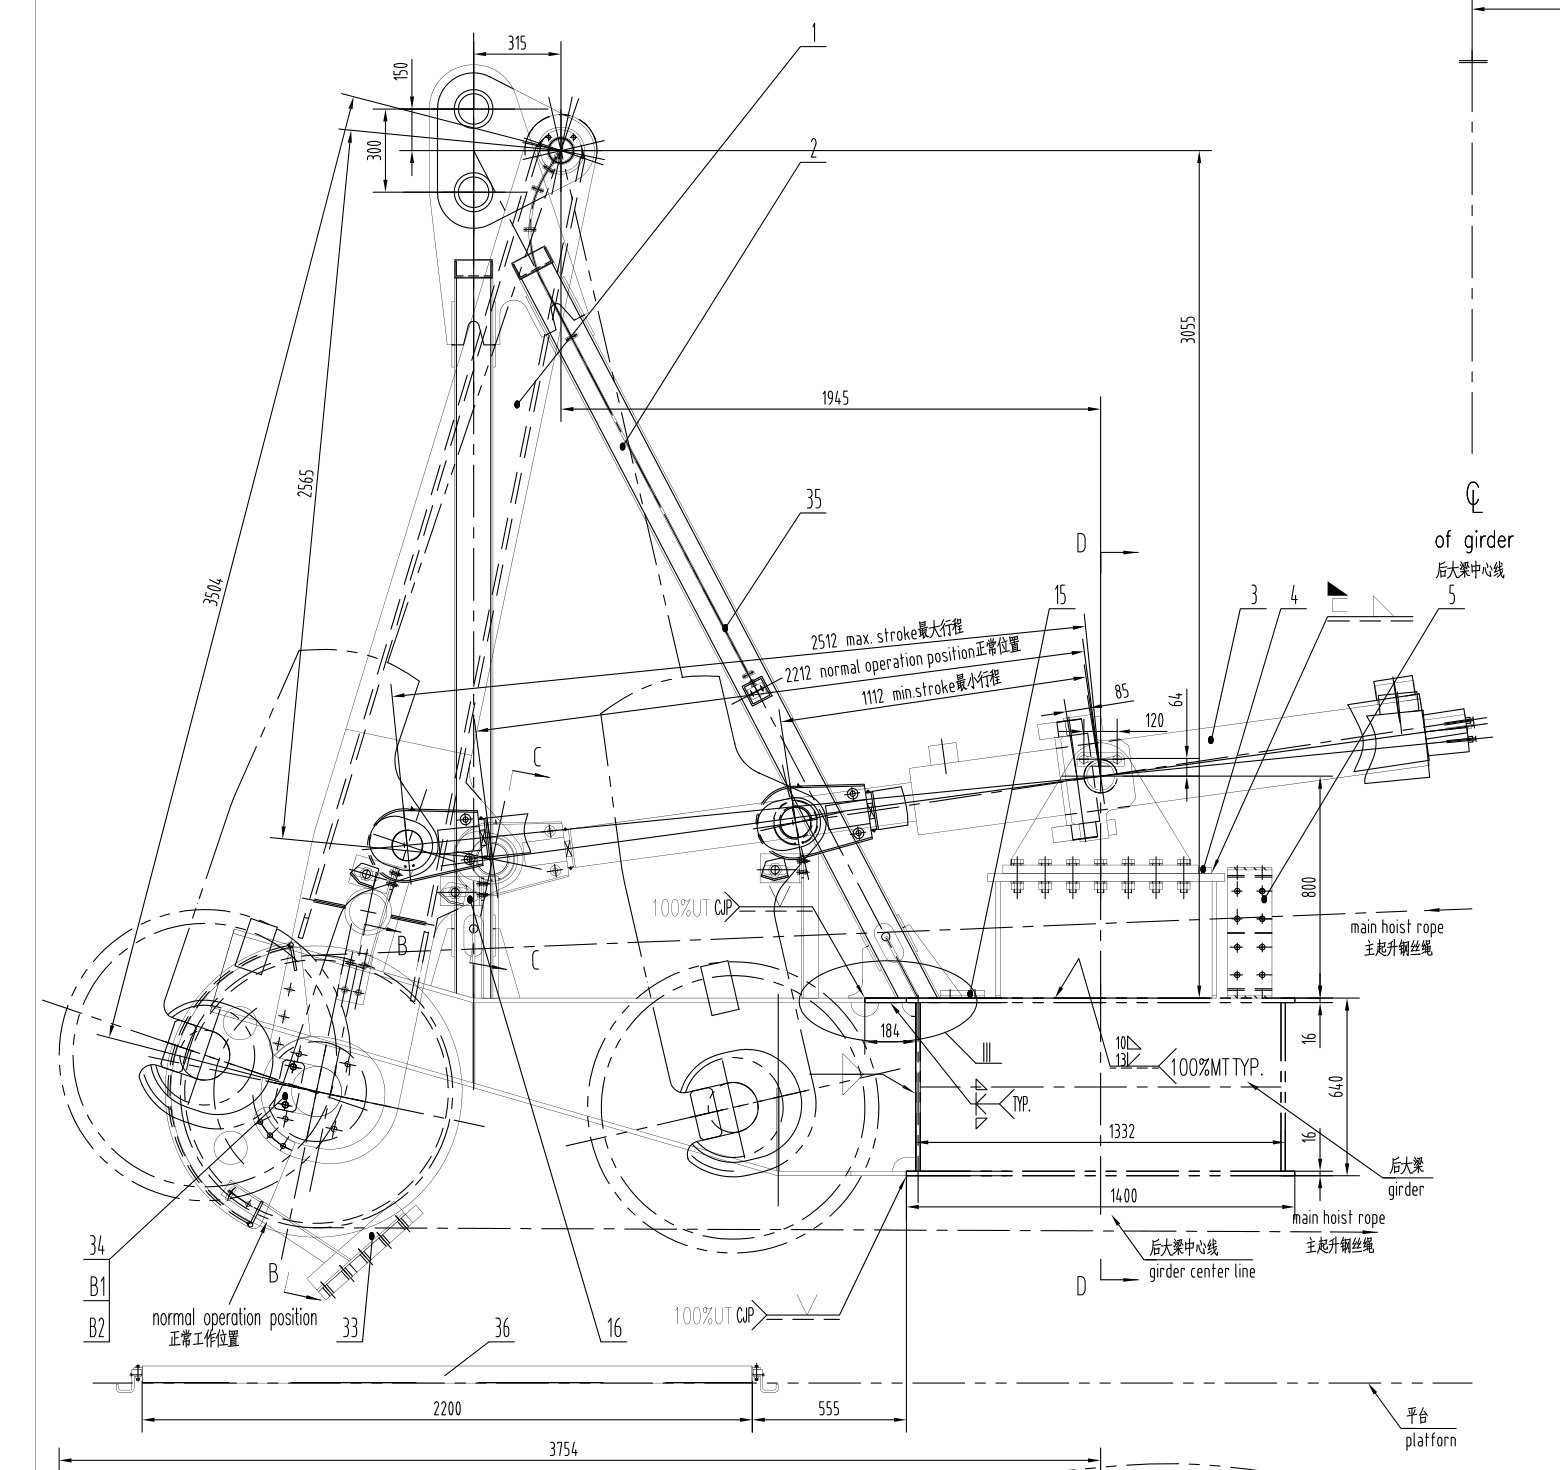 315
1
150
300
2
3055
1945
2565
35
℄
of girder
后大梁中心线
D
3504
15
3
4
5
2512 max. stroke最大行程
2212 normal operation position正常位置
1112 min.stroke最小行程
85
64
120
C
800
100%UT CJP
main hoist rope
主起升钢丝绳
B
C
184
III
16
10
13
100%MT TYP.
640
TYP.
1332
16
后大梁
girder
1400
main hoist rope
主起升钢丝绳
34
后大梁中心线
girder center line
B
D
B1
normal operation position
正常工作位置
B2
33
36
16
100%UT CJP
2200
555
平台
platforn
3754